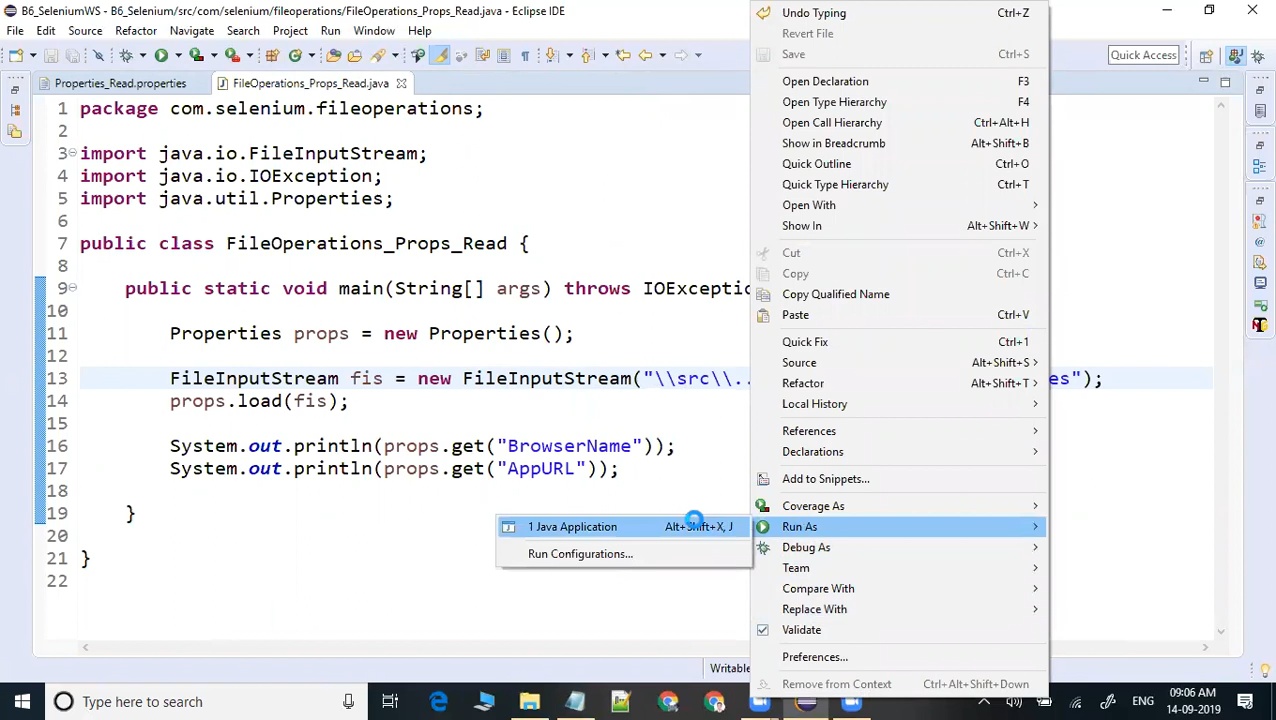 B6_SeleniumWS - B6_Selenium/src/com/selenium/fileoperations/FileOperations_Props_Read.java - Eclipse IDE
File Edit Source Refactor Navigate Search Project Run Window Help
Quick Access
Properties_Read.properties FileOperations_Props_Read.java
1 package com.selenium.fileoperations;
2
3 import java.io.FileInputStream;
4 import java.io.IOException;
5 import java.util.Properties;
6
7 public class FileOperations_Props_Read {
8
9 public static void main(String[] args) throws IOExceptio
10
11 Properties props = new Properties();
12
13 FileInputStream fis = new FileInputStream("\\src\\.. es");
14 props.load(fis);
15
16 System.out.println(props.get("BrowserName"));
17 System.out.println(props.get("AppURL"));
18
19 }
20
21 }
22
Undo Typing Ctrl+Z
Revert File
Save Ctrl+S
Open Declaration F3
Open Type Hierarchy F4
Open Call Hierarchy Ctrl+Alt+H
Show in Breadcrumb Alt+Shift+B
Quick Outline Ctrl+O
Quick Type Hierarchy Ctrl+T
Open With
Show In Alt+Shift+W
Cut Ctrl+X
Copy Ctrl+C
Copy Qualified Name
Paste Ctrl+V
Quick Fix Ctrl+1
Source Alt+Shift+S
Refactor Alt+Shift+T
Local History
References
Declarations
Add to Snippets...
Coverage As
Run As
Debug As
Team
Compare With
Replace With
Validate
Preferences...
Remove from Context Ctrl+Alt+Shift+Down
1 Java Application Alt+Shift+X, J
Run Configurations...
Writable
Type here to search
ENG
09:06 AM
14-09-2019